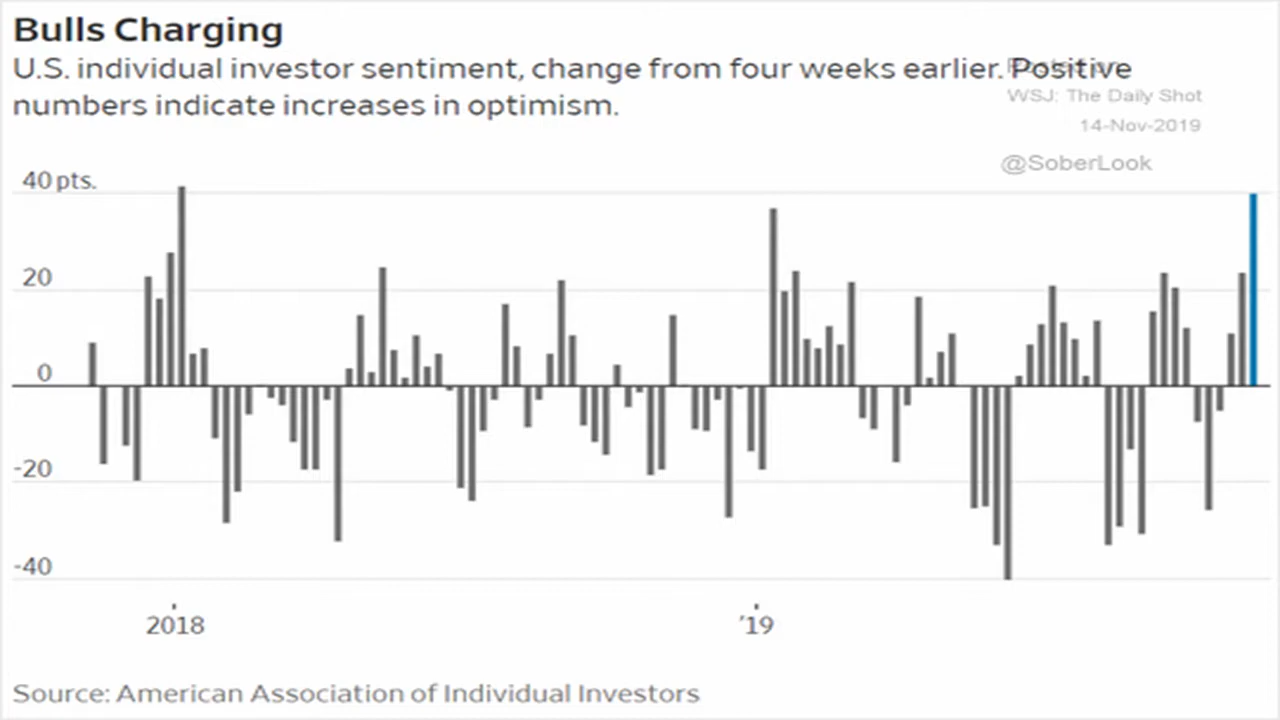 Bulls Charging
U.S. individual investor sentiment, change from four weeks earlier. Positive
numbers indicate increases in optimism.
Posted on
WSJ: The Daily Shot
14-Nov-2019
@SoberLook
40 pts.
20
0
-20
-40
2018
'19
Source: American Association of Individual Investors